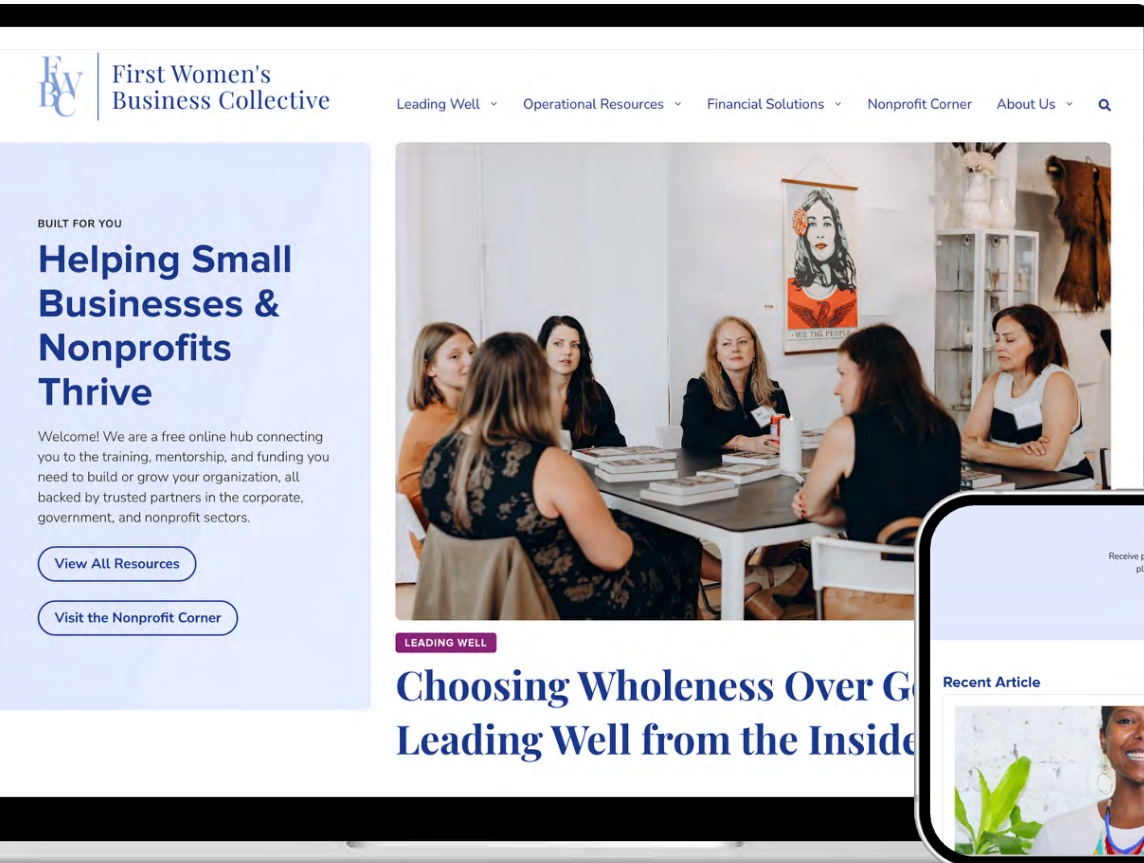 FWBC
First Women's
Business Collective
Leading Well
Operational Resources
Financial Solutions
Nonprofit Corner
About Us
BUILT FOR YOU
Helping Small
Businesses &
Nonprofits
Thrive
Welcome! We are a free online hub connecting
you to the training, mentorship, and funding you
need to build or grow your organization, all
backed by trusted partners in the corporate,
government, and nonprofit sectors.
View All Resources
Visit the Nonprofit Corner
WE THE PEOPLE
LEADING WELL
Choosing Wholeness Over
Leading Well from the Inside
Receive
Recent Article